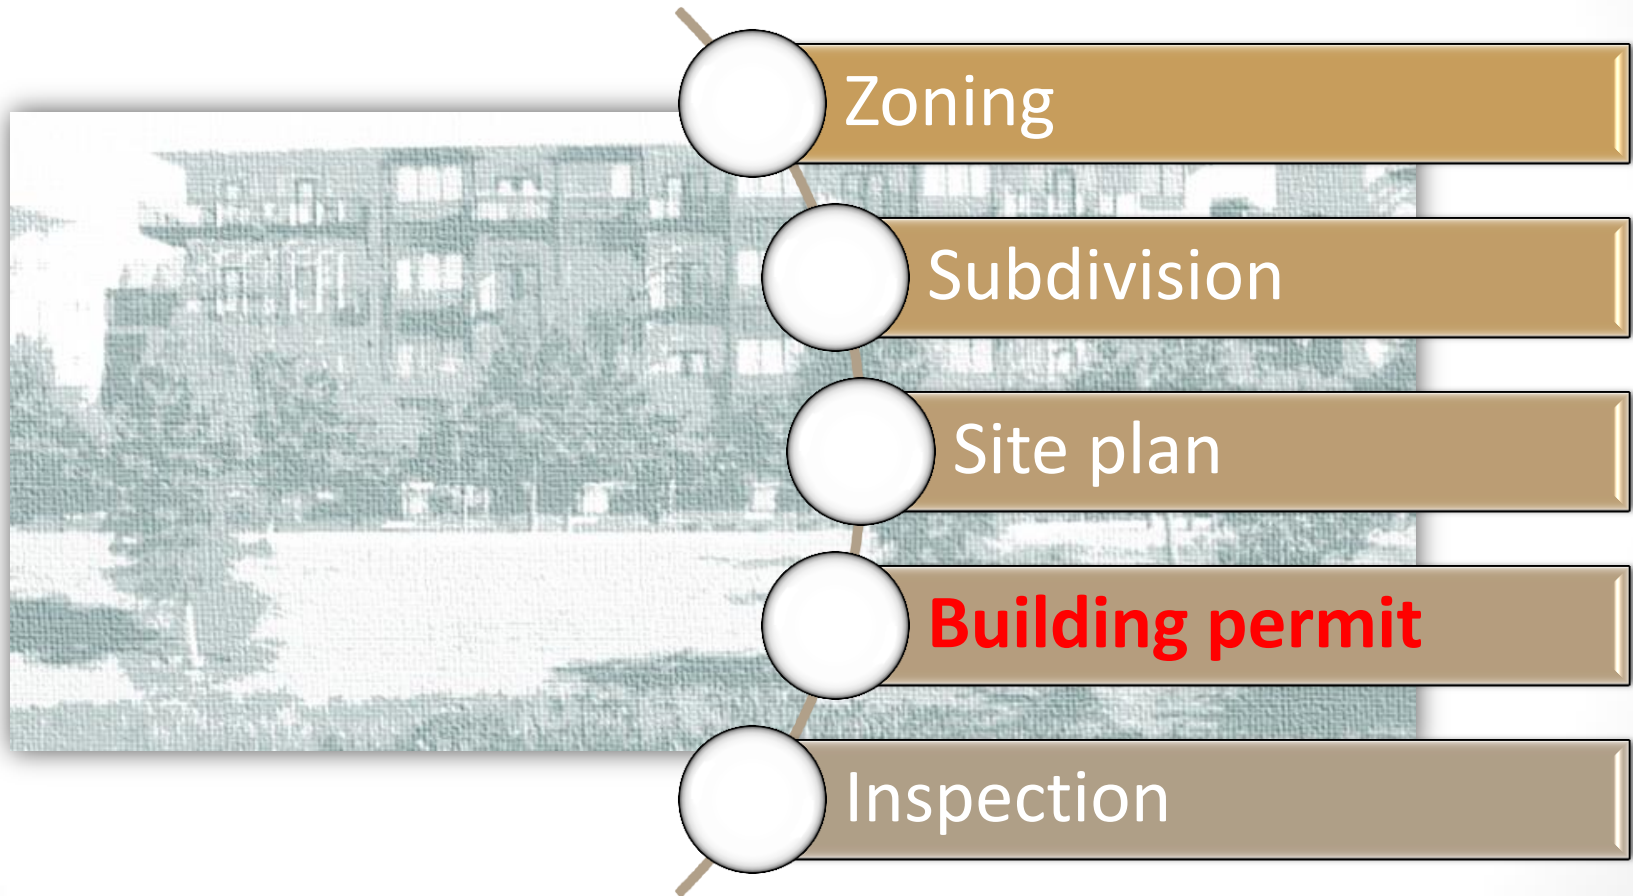 Zoning
Subdivision
Site plan
Building permit
Inspection